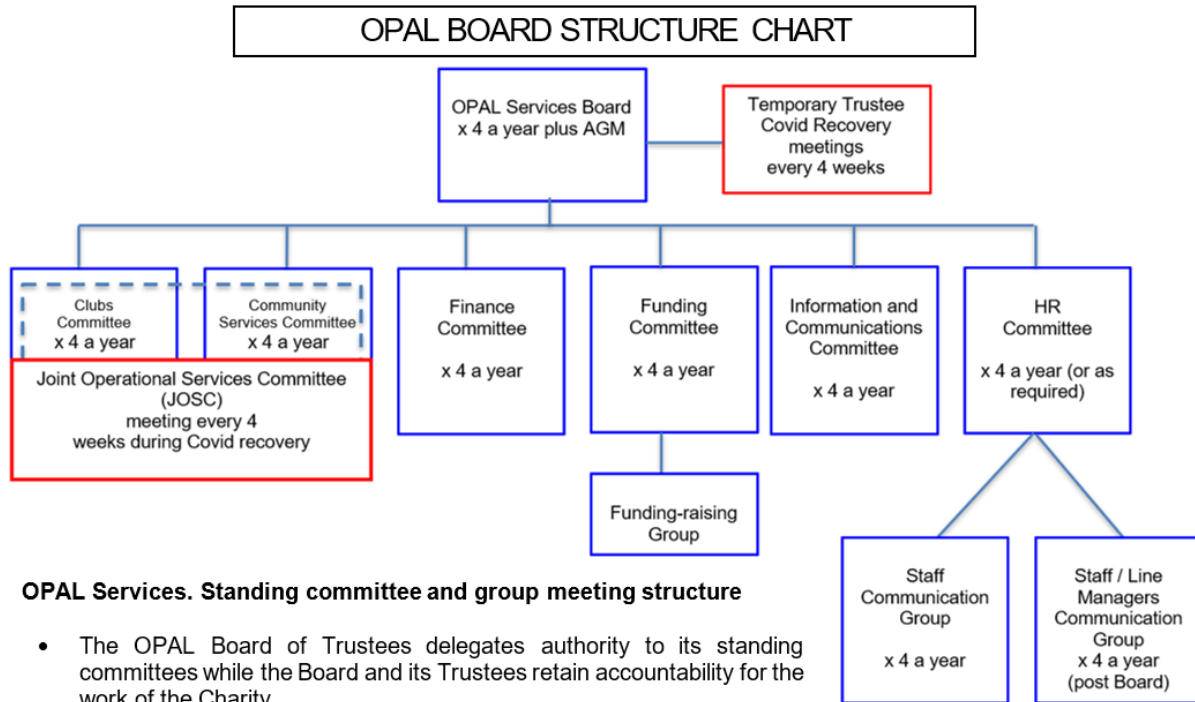 OPAL BOARD STRUCTURE CHART
OPAL Services Board
x 4 a year plus AGM
Temporary Trustee
Covid Recovery
meetings
every 4 weeks
Clubs
Committee
x 4 a year
Community
Services Committee
x 4 a year
Joint Operational Services Committee
(JOSC)
meeting every 4
weeks during Covid recovery
Finance
Committee
x 4 a year
Funding
Committee
x 4 a year
Information and
Communications
Committee
x 4 a year
HR
Committee
x 4 a year (or as
required)
Funding-raising
Group
Staff
Communication
Group
x 4 a year
Staff / Line
Managers
Communication
Group
x 4 a year
(post Board)
OPAL Services. Standing committee and group meeting structure
• The OPAL Board of Trustees delegates authority to its standing
committees while the Board and its Trustees retain accountability for the
work of the Charity